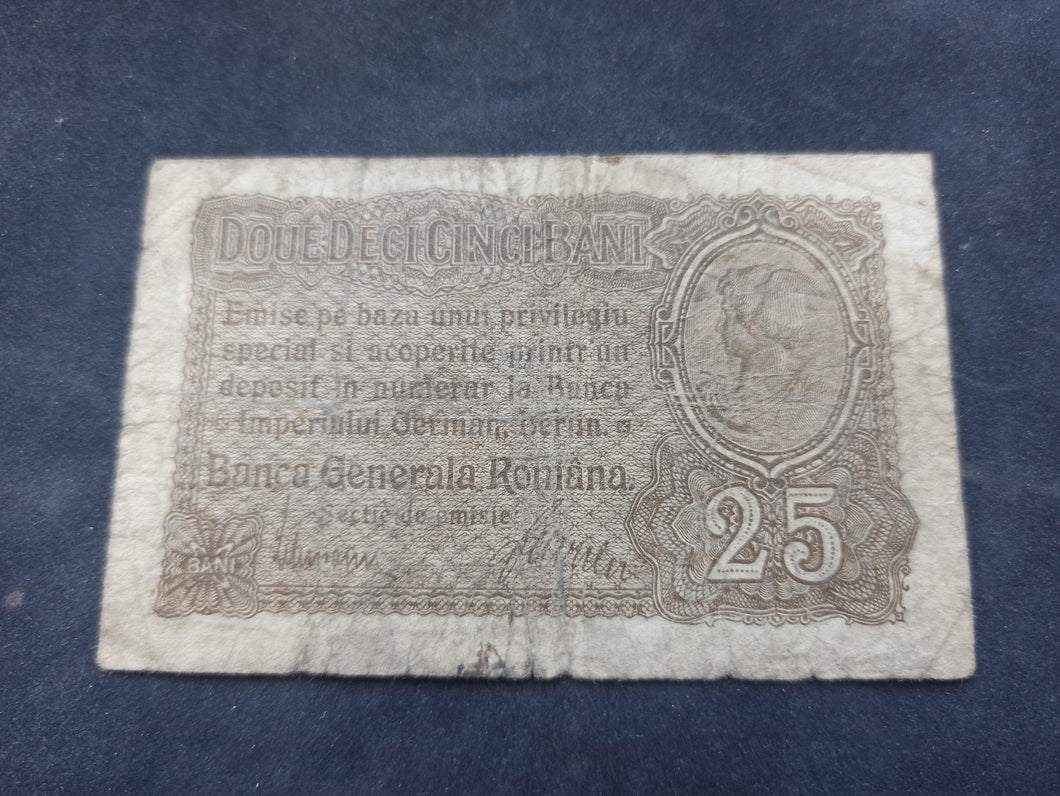 DOUE DECI CINCI BANI
Emise pe baza unui privilegiu
special si acoperite printr'un
deposit in numerar la Banca
Imperiului German, Berlin.
Banca Generala Română.
Sectie de emisie:
BANI
25